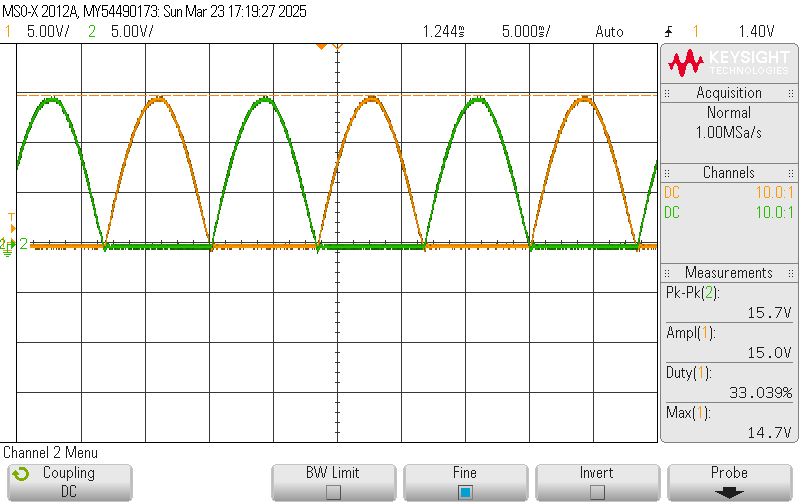 MSO-X 2012A, MY54490173: Sun Mar 23 17:19:27 2025
1 5.00V/ 2 5.00V/ 1.244s 5.000s/ Auto 1 1.40V
KEYSIGHT
TECHNOLOGIES
Acquisition
Normal
1.00MSa/s
Channels
DC 10.0:1
DC 10.0:1
Measurements
Pk-Pk(2):
15.7V
Ampl(1):
15.0V
Duty(1):
33.039%
Max(1):
14.7V
T
2 2
Channel 2 Menu
Coupling
DC
BW Limit
Fine
Invert
Probe